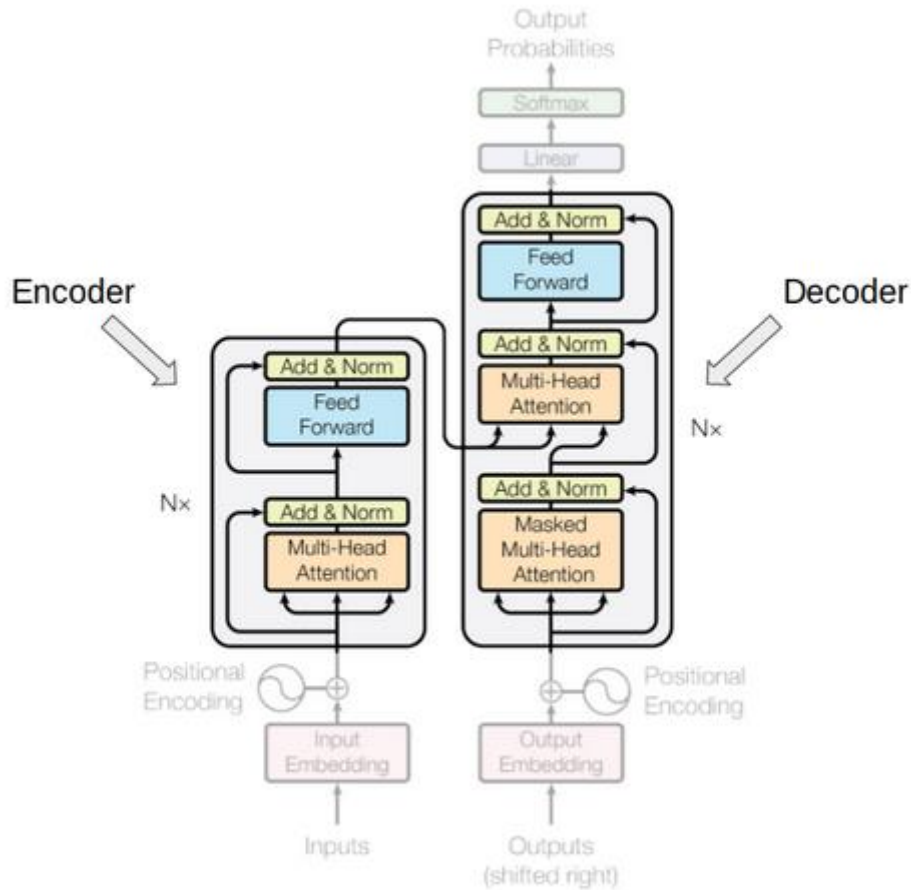 Output
Probabilities
Softmax
Linear
Add & Norm
Feed
Forward
Add & Norm
Multi-Head
Attention
Add & Norm
Masked
Multi-Head
Attention
Nx
Decoder
Encoder
Add & Norm
Feed
Forward
Add & Norm
Multi-Head
Attention
Nx
Positional
Encoding
Input
Embedding
Inputs
Positional
Encoding
Output
Embedding
Outputs
(shifted right)